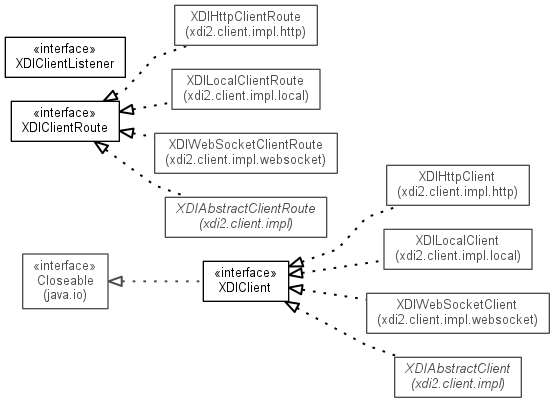 XDIHttpClientRoute
(xdi2.client.impl.http)
«interface»
XDIClientListener
XDILocalClientRoute
(xdi2.client.impl.local)
«interface»
XDIClientRoute
XDIWebSocketClientRoute
(xdi2.client.impl.websocket)
XDIAbstractClientRoute
(xdi2.client.impl)
XDIHttpClient
(xdi2.client.impl.http)
XDILocalClient
(xdi2.client.impl.local)
«interface»
Closeable
(java.io)
«interface»
XDIClient
XDIWebSocketClient
(xdi2.client.impl.websocket)
XDIAbstractClient
(xdi2.client.impl)